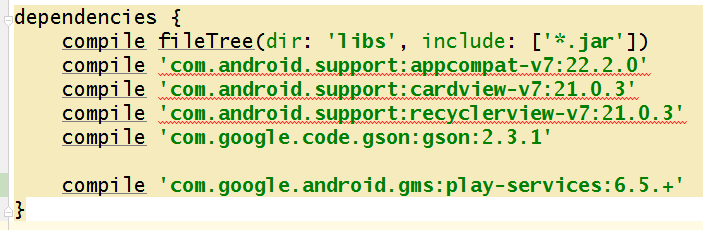 dependencies {
    compile fileTree(dir: 'libs', include: ['*.jar'])
    compile 'com.android.support:appcompat-v7:22.2.0'
    compile 'com.android.support:cardview-v7:21.0.3'
    compile 'com.android.support:recyclerview-v7:21.0.3'
    compile 'com.google.code.gson:gson:2.3.1'
    compile 'com.google.android.gms:play-services:6.5.+'
}